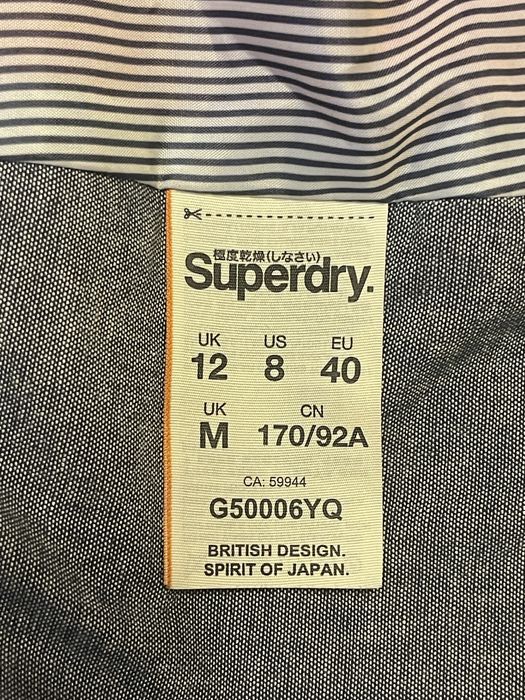 極度乾燥(しなさい)
Superdry.
UK US EU
12 8 40
UK CN
M 170/92A
CA: 59944
G50006YQ
BRITISH DESIGN.
SPIRIT OF JAPAN.